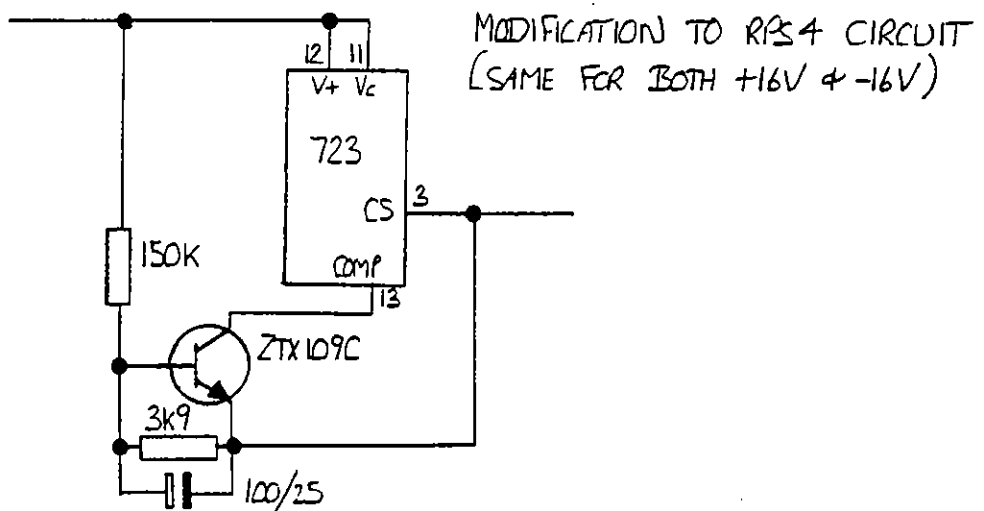 MODIFICATION TO RPS4 CIRCUIT
(SAME FOR BOTH +16V & -16V)
12 11
V+ Vc
723
CS 3
150K
COMP
13
ZTX109C
3K9
100/25